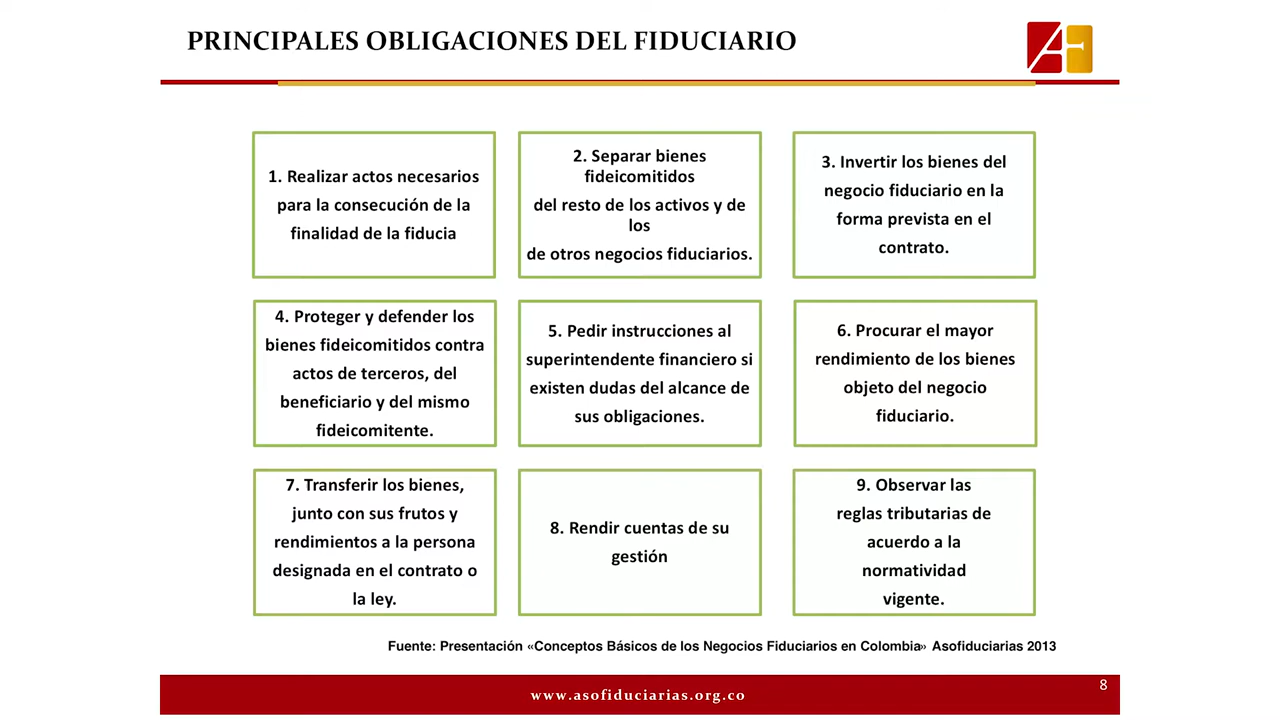 PRINCIPALES OBLIGACIONES DEL FIDUCIARIO
AF
1. Realizar actos necesarios
para la consecución de la
finalidad de la fiducia
2. Separar bienes
fideicomitidos
del resto de los activos y de
los
de otros negocios fiduciarios.
3. Invertir los bienes del
negocio fiduciario en la
forma prevista en el
contrato.
4. Proteger y defender los
bienes fideicomitidos contra
actos de terceros, del
beneficiario y del mismo
fideicomitente.
5. Pedir instrucciones al
superintendente financiero si
existen dudas del alcance de
sus obligaciones.
6. Procurar el mayor
rendimiento de los bienes
objeto del negocio
fiduciario.
7. Transferir los bienes,
junto con sus frutos y
rendimientos a la persona
designada en el contrato o
la ley.
8. Rendir cuentas de su
gestión
9. Observar las
reglas tributarias de
acuerdo a la
normatividad
vigente.
Fuente: Presentación «Conceptos Básicos de los Negocios Fiduciarios en Colombia» Asofiduciarias 2013
www.asofiduciarias.org.co
8